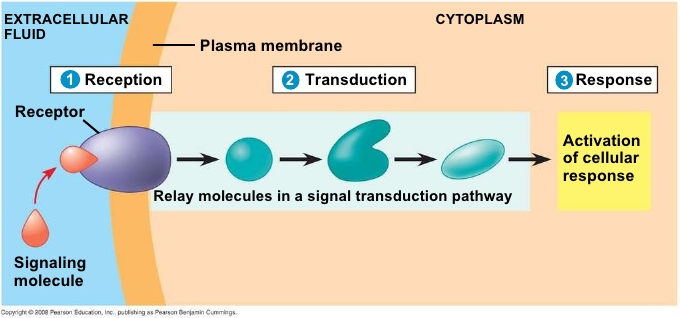 EXTRACELLULAR
FLUID
CYTOPLASM
Plasma membrane
1 Reception
2 Transduction
3 Response
Receptor
Activation
of cellular
response
Relay molecules in a signal transduction pathway
Signaling
molecule
Copyright © 2008 Pearson Education, Inc., publishing as Pearson Benjamin Cummings.